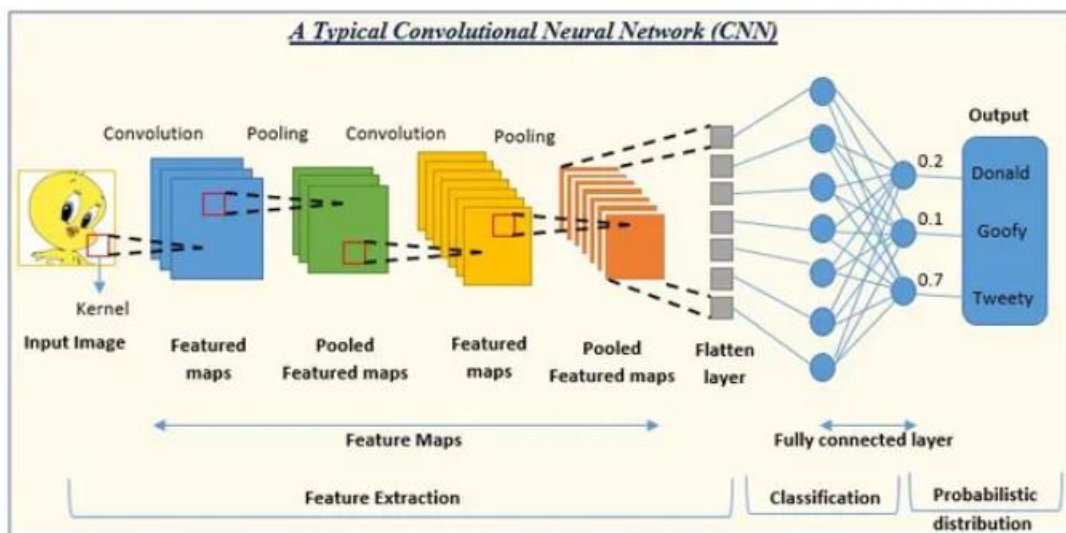 A Typical Convolutional Neural Network (CNN)
Convolution
Pooling
Convolution
Pooling
Output
0.2
Donald
0.1
Goofy
0.7
Tweety
Kernel
Input Image
Featured
maps
Pooled
Featured maps
Featured
maps
Pooled
Featured maps
Flatten
layer
Feature Maps
Fully connected layer
Feature Extraction
Classification
Probabilistic
distribution